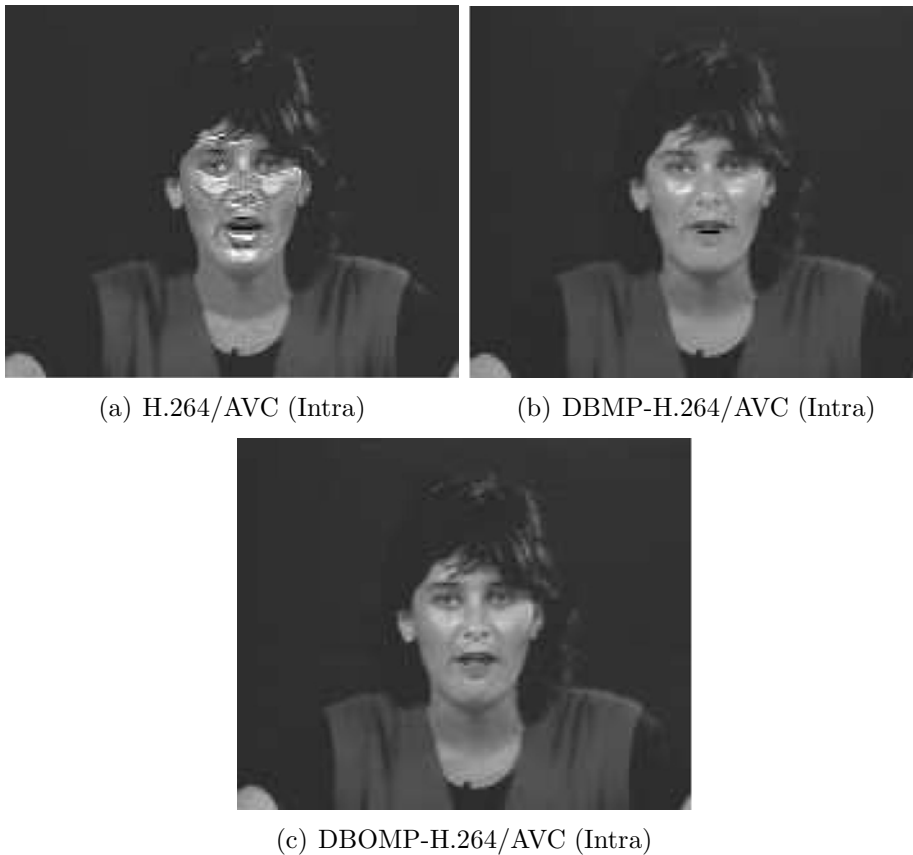 (a) H.264/AVC (Intra)
(b) DBMP-H.264/AVC (Intra)
(c) DBOMP-H.264/AVC (Intra)